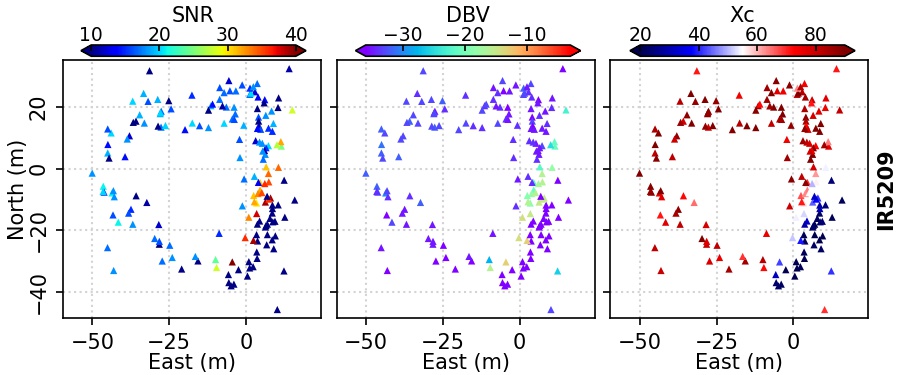 SNR DBV Xc
10 20 30 40 −30 −20 −10 20 40 60 80
20
0
−20
−40
North (m)
IR5209
−50 −25 0 −50 −25 0 −50 −25 0
East (m) East (m) East (m)